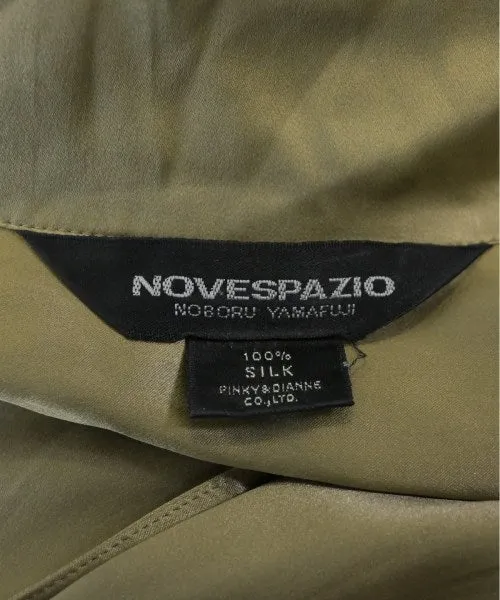 NOVESPAZIO
NOBORU YAMAFUJI
100%
SILK
PINKY&DIANNE
CO.,LTD.